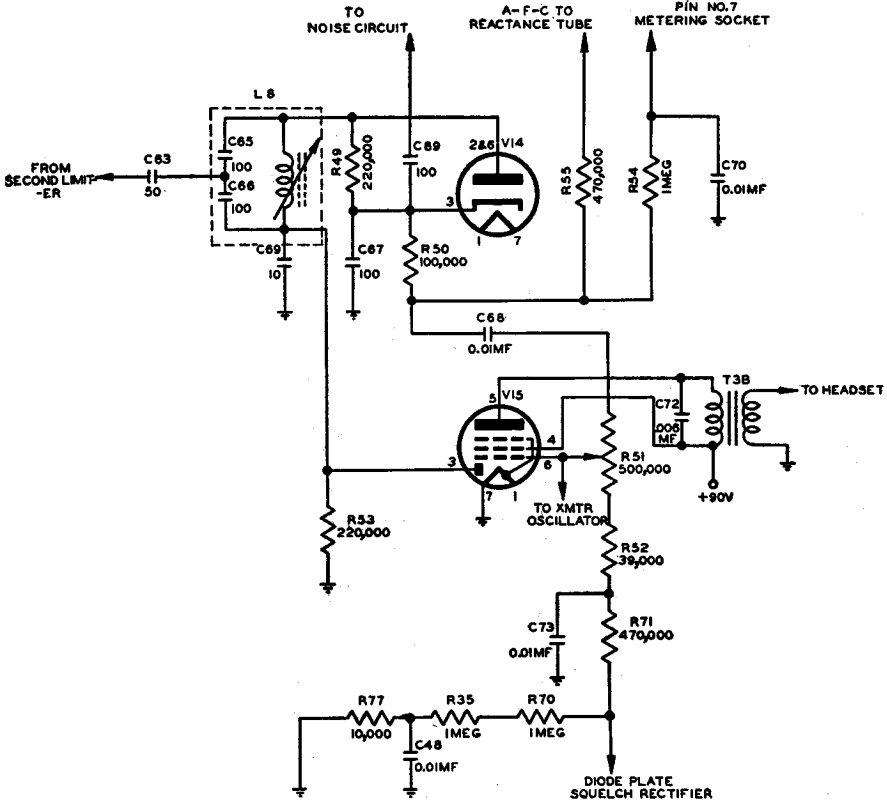 TO
NOISE CIRCUIT
A-F-C TO
REACTANCE TUBE
PIN NO.7
METERING SOCKET
L 8
C65
100
C66
100
FROM
SECOND LIMIT-
-ER
C63
50
R49
220,000
C89
100
2&6
V14
3
1
7
R55
470,000
R54
1MEG
C70
0.01MF
C69
10
C67
100
R50
100,000
C68
0.01MF
5
V15
4
3
6
7
1
C72
.006
MF
T3B
TO HEADSET
R51
500,000
+90V
TO XMTR
OSCILLATOR
R53
220,000
R52
39,000
C73
0.01MF
R71
470,000
R77
10,000
R35
1MEG
R70
1MEG
C48
0.01MF
DIODE PLATE
SQUELCH RECTIFIER